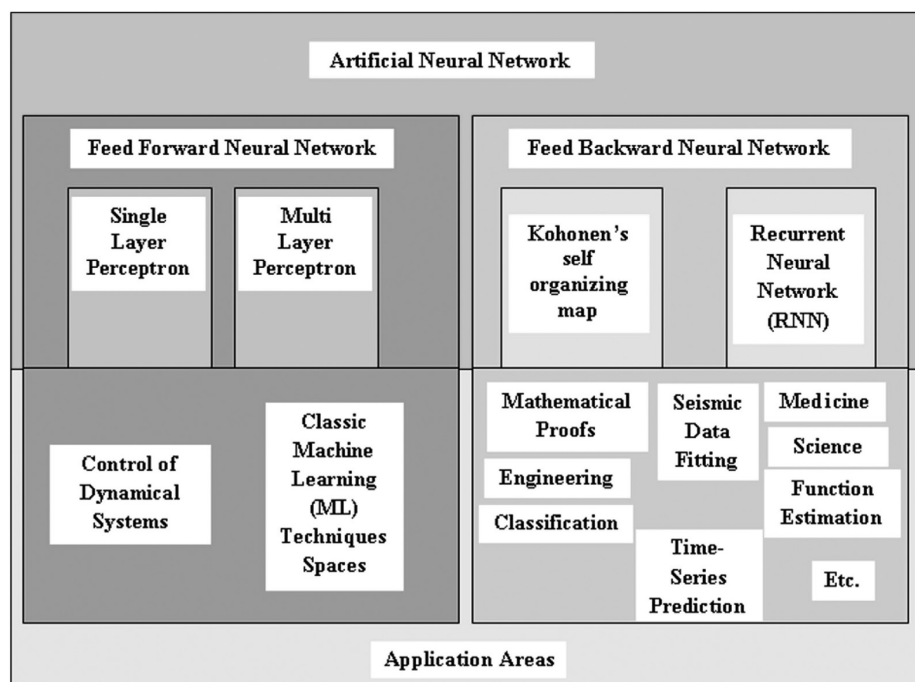 Artificial Neural Network
Feed Forward Neural Network
Single
Layer
Perceptron
Multi
Layer
Perceptron
Control of
Dynamical
Systems
Classic
Machine
Learning
(ML)
Techniques
Spaces
Feed Backward Neural Network
Kohonen's
self
organizing
map
Recurrent
Neural
Network
(RNN)
Mathematical
Proofs
Seismic
Data
Fitting
Medicine
Science
Engineering
Function
Estimation
Classification
Time-
Series
Prediction
Etc.
Application Areas